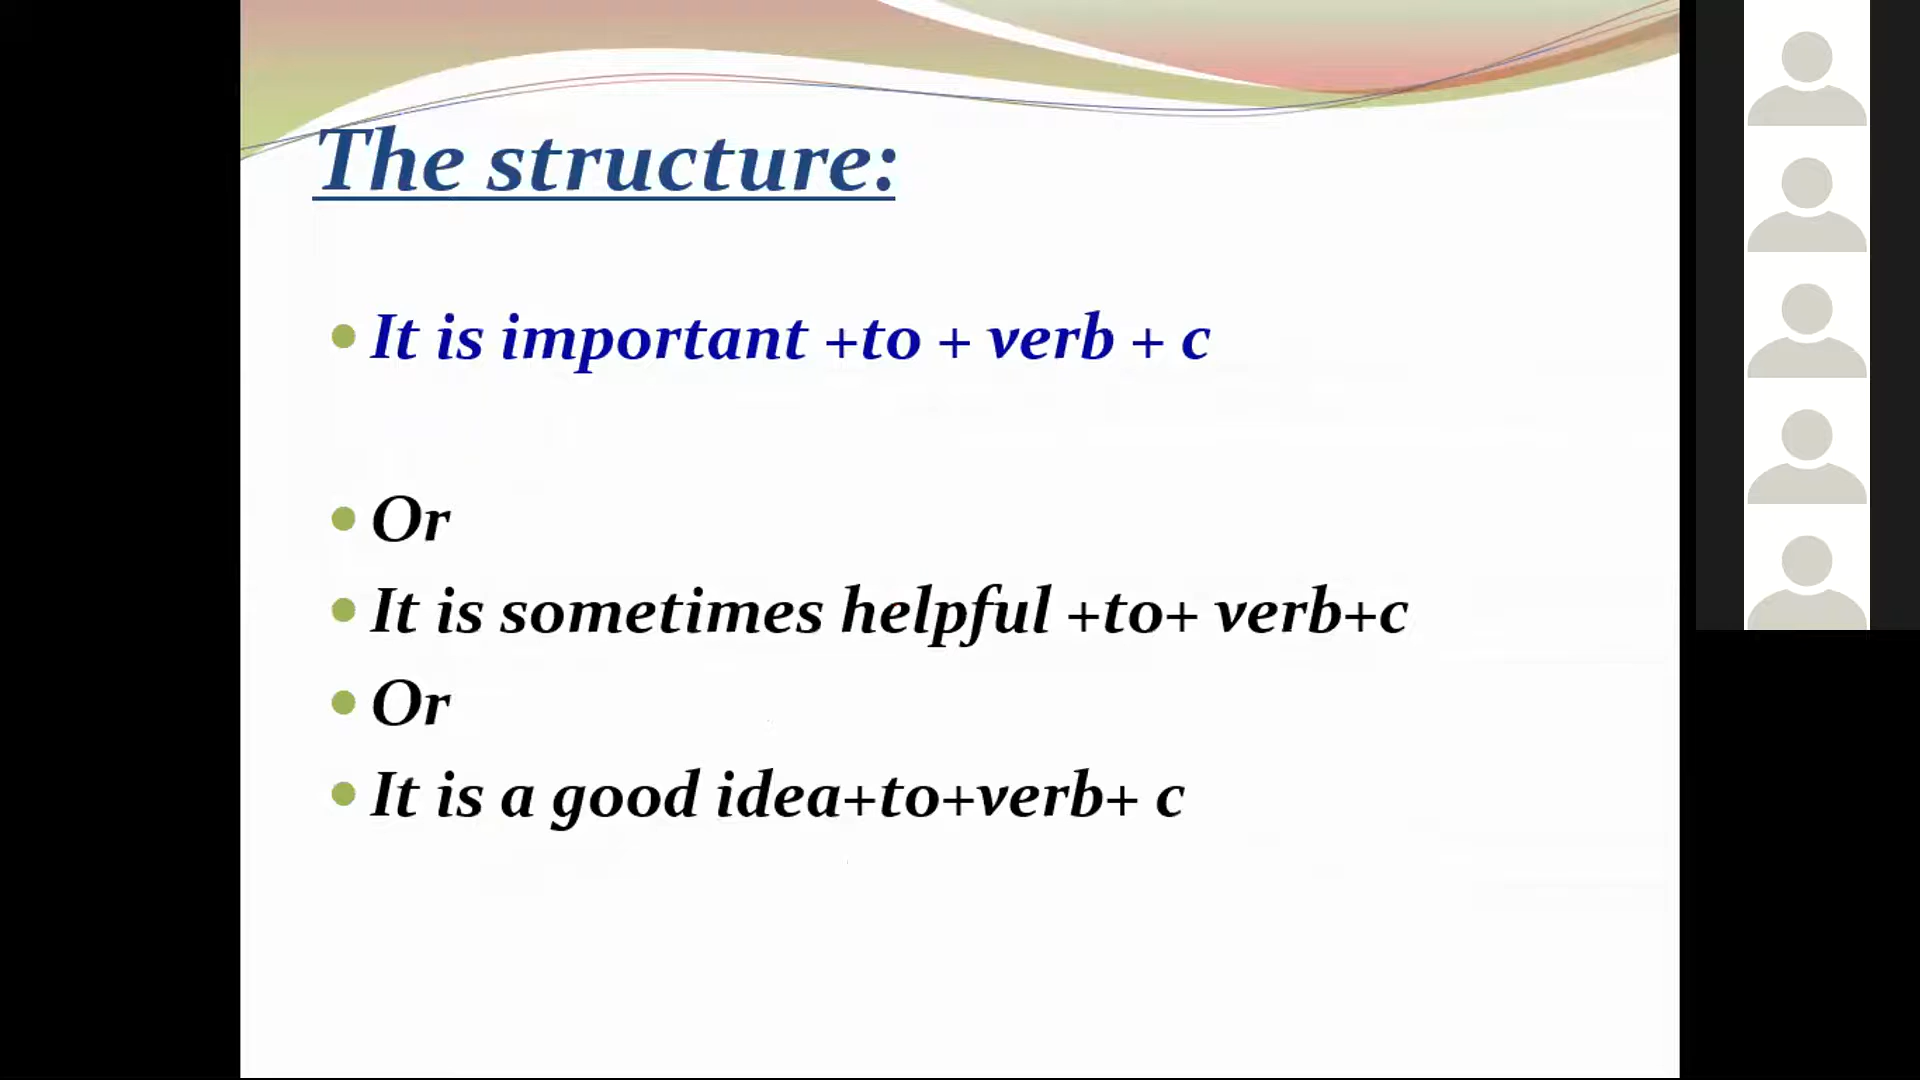 The structure:
It is important +to + verb + c
Or
It is sometimes helpful +to+ verb+c
Or
It is a good idea+to+verb+ c